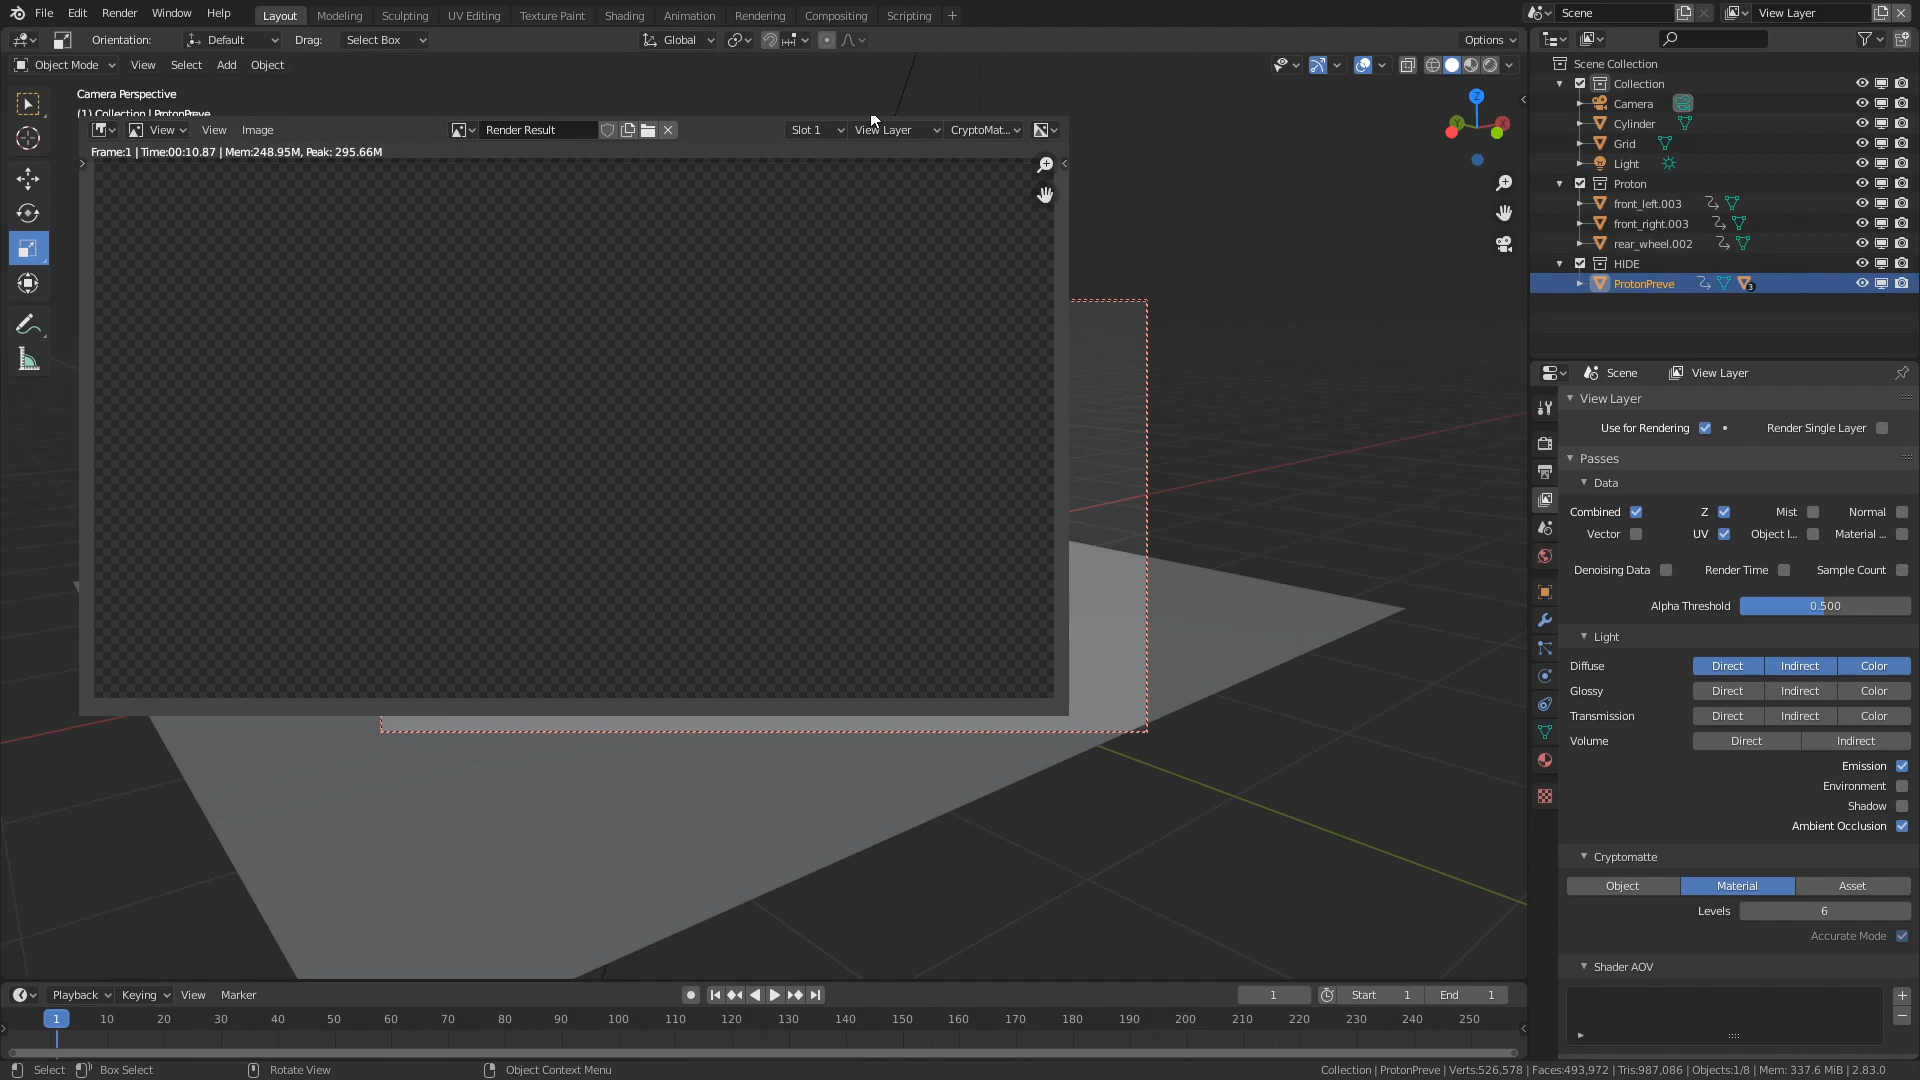 File Edit Render Window Help
Layout Modeling Sculpting UV Editing Texture Paint Shading Animation Rendering Compositing Scripting +
Scene View Layer
Orientation: Default Drag: Select Box Global Options
Object Mode View Select Add Object
Camera Perspective
(1) Collection | ProtonPreve
View View Image Render Result Slot 1 View Layer CryptoMat...
Frame:1 | Time:00:10.87 | Mem:248.95M, Peak: 295.66M
Z
Y
X
Scene Collection
Collection
Camera
Cylinder
Grid
Light
Proton
front_left.003
front_right.003
rear_wheel.002
HIDE
ProtonPreve 3
Scene View Layer
View Layer
Use for Rendering Render Single Layer
Passes
Data
Combined Z Mist Normal
Vector UV Object I... Material ...
Denoising Data Render Time Sample Count
Alpha Threshold 0.500
Light
Diffuse Direct Indirect Color
Glossy Direct Indirect Color
Transmission Direct Indirect Color
Volume Direct Indirect
Emission
Environment
Shadow
Ambient Occlusion
Cryptomatte
Object Material Asset
Levels 6
Accurate Mode
Shader AOV
Playback Keying View Marker 1 Start 1 End 1
1 10 20 30 40 50 60 70 80 90 100 110 120 130 140 150 160 170 180 190 200 210 220 230 240 250
Select Box Select Rotate View Object Context Menu Collection | ProtonPreve | Verts:526,578 | Faces:493,972 | Tris:987,086 | Objects:1/8 | Mem: 337.6 MiB | 2.83.0